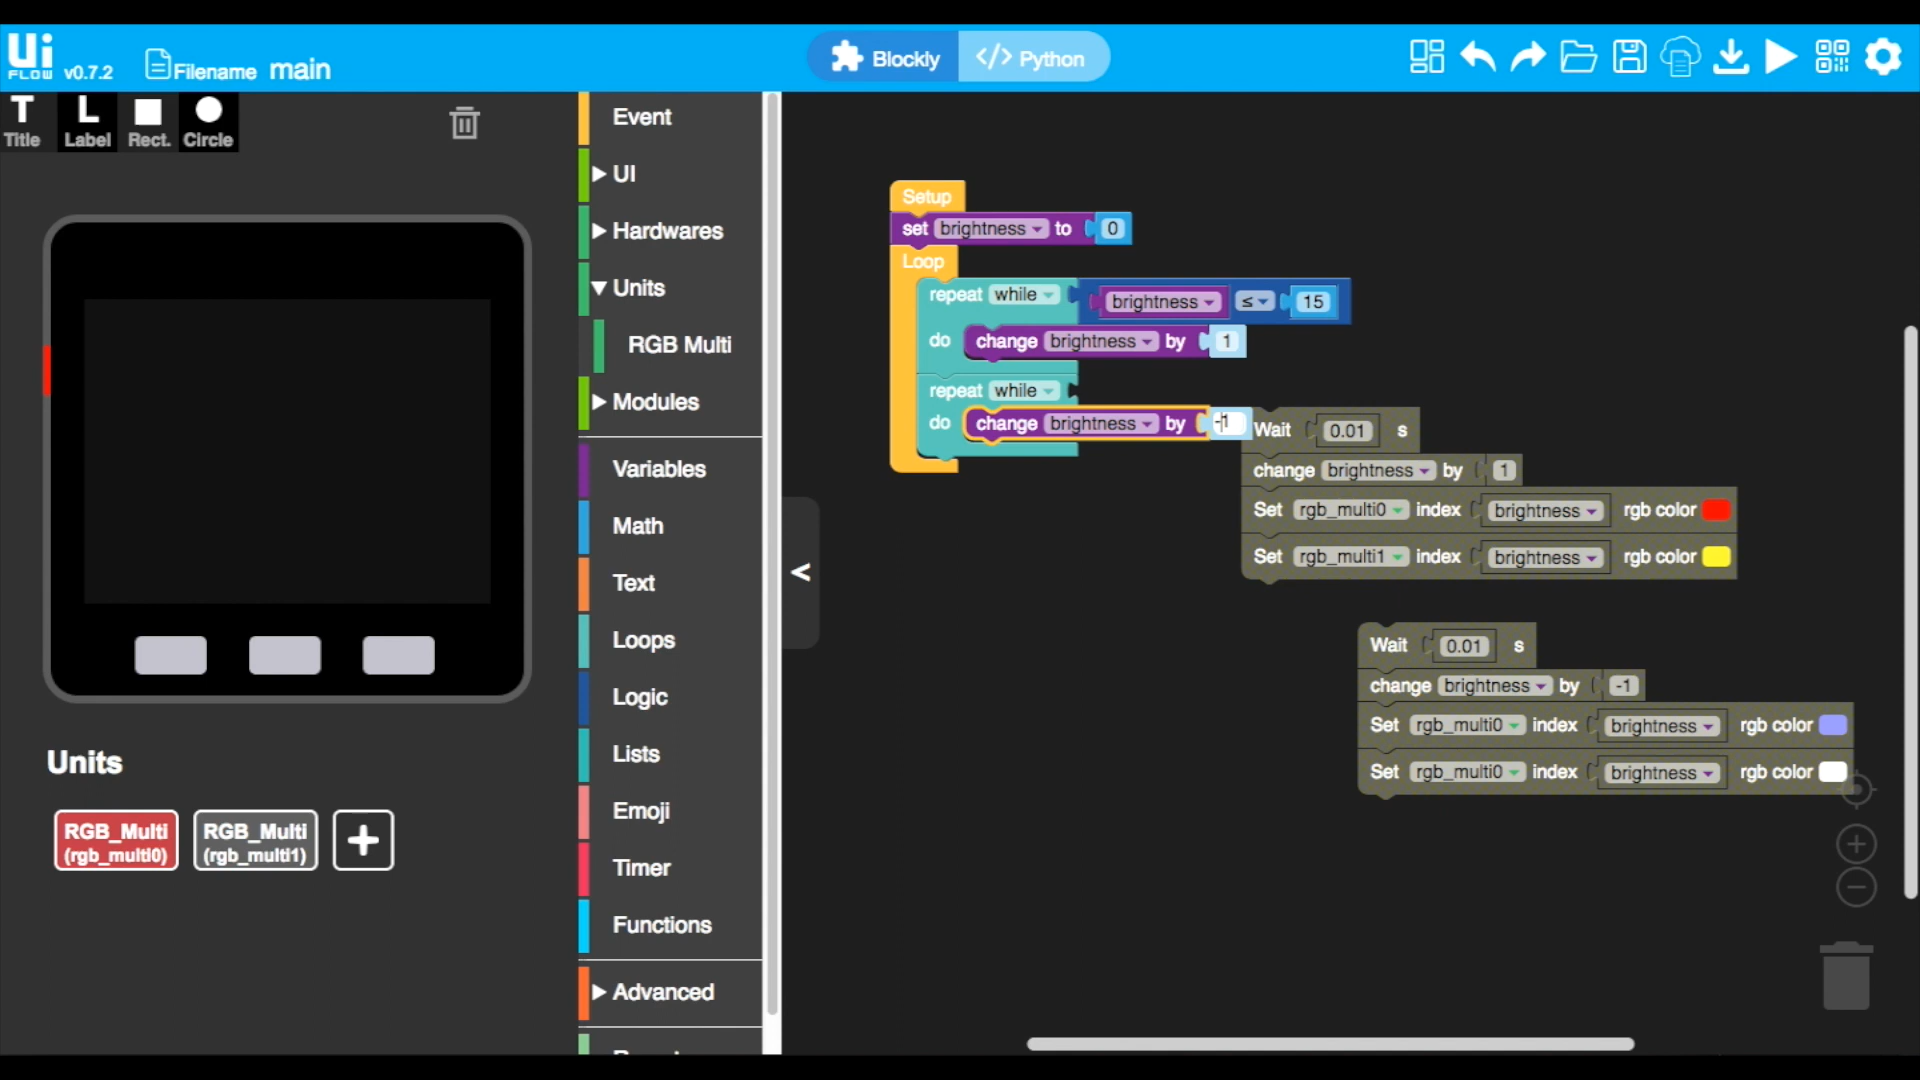 Ui
FLOW v0.7.2 Filename main Blockly </> Python
T L
Title Label Rect. Circle
Event
UI
Hardwares
Units
RGB Multi
Modules
Variables
Math
Text
Loops
Logic
Lists
Emoji
Timer
Functions
Advanced
<
Setup
set brightness to 0
Loop
repeat while brightness ≤ 15
do change brightness by 1
repeat while
do change brightness by -1
Wait 0.01 s
change brightness by 1
Set rgb_multi0 index brightness rgb color
Set rgb_multi1 index brightness rgb color
Wait 0.01 s
change brightness by -1
Set rgb_multi0 index brightness rgb color
Set rgb_multi0 index brightness rgb color
Units
RGB_Multi
(rgb_multi0)
RGB_Multi
(rgb_multi1)
+